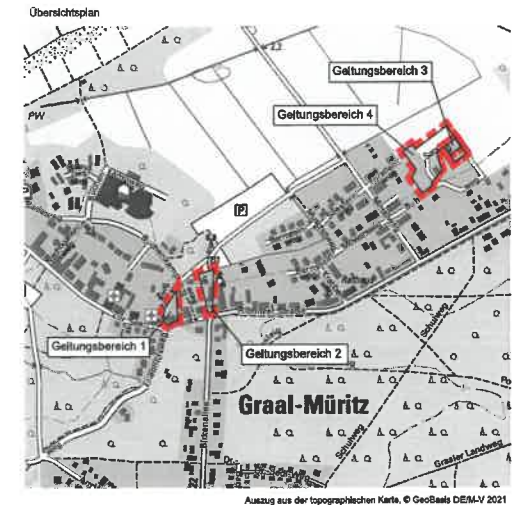 Übersichtsplan
Geltungsbereich 3
Geltungsbereich 4
PW
P
Geltungsbereich 1
Geltungsbereich 2
Graal-Müritz
Birkenallee
Schulweg
Schulweg
Graaler Landweg
22
Auszug aus der topographischen Karte, © GeoBasis DE/M-V 2021